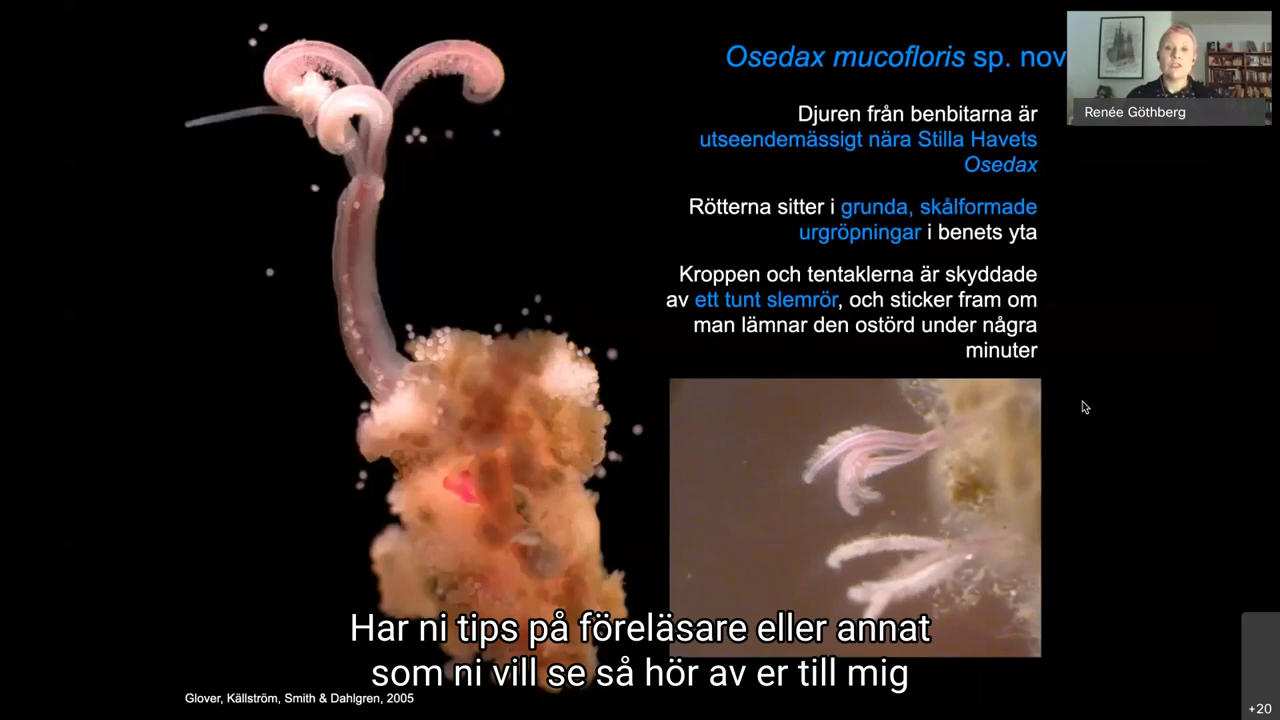 Osedax mucofloris sp. nov
Renée Göthberg
Djuren från benbitarna är
utseendemässigt nära Stilla Havets
Osedax
Rötterna sitter i grunda, skålformade
urgröpningar i benets yta
Kroppen och tentaklerna är skyddade
av ett tunt slemrör, och sticker fram om
man lämnar den ostörd under några
minuter
Har ni tips på föreläsare eller annat
som ni vill se så hör av er till mig
Glover, Källström, Smith & Dahlgren, 2005
+20